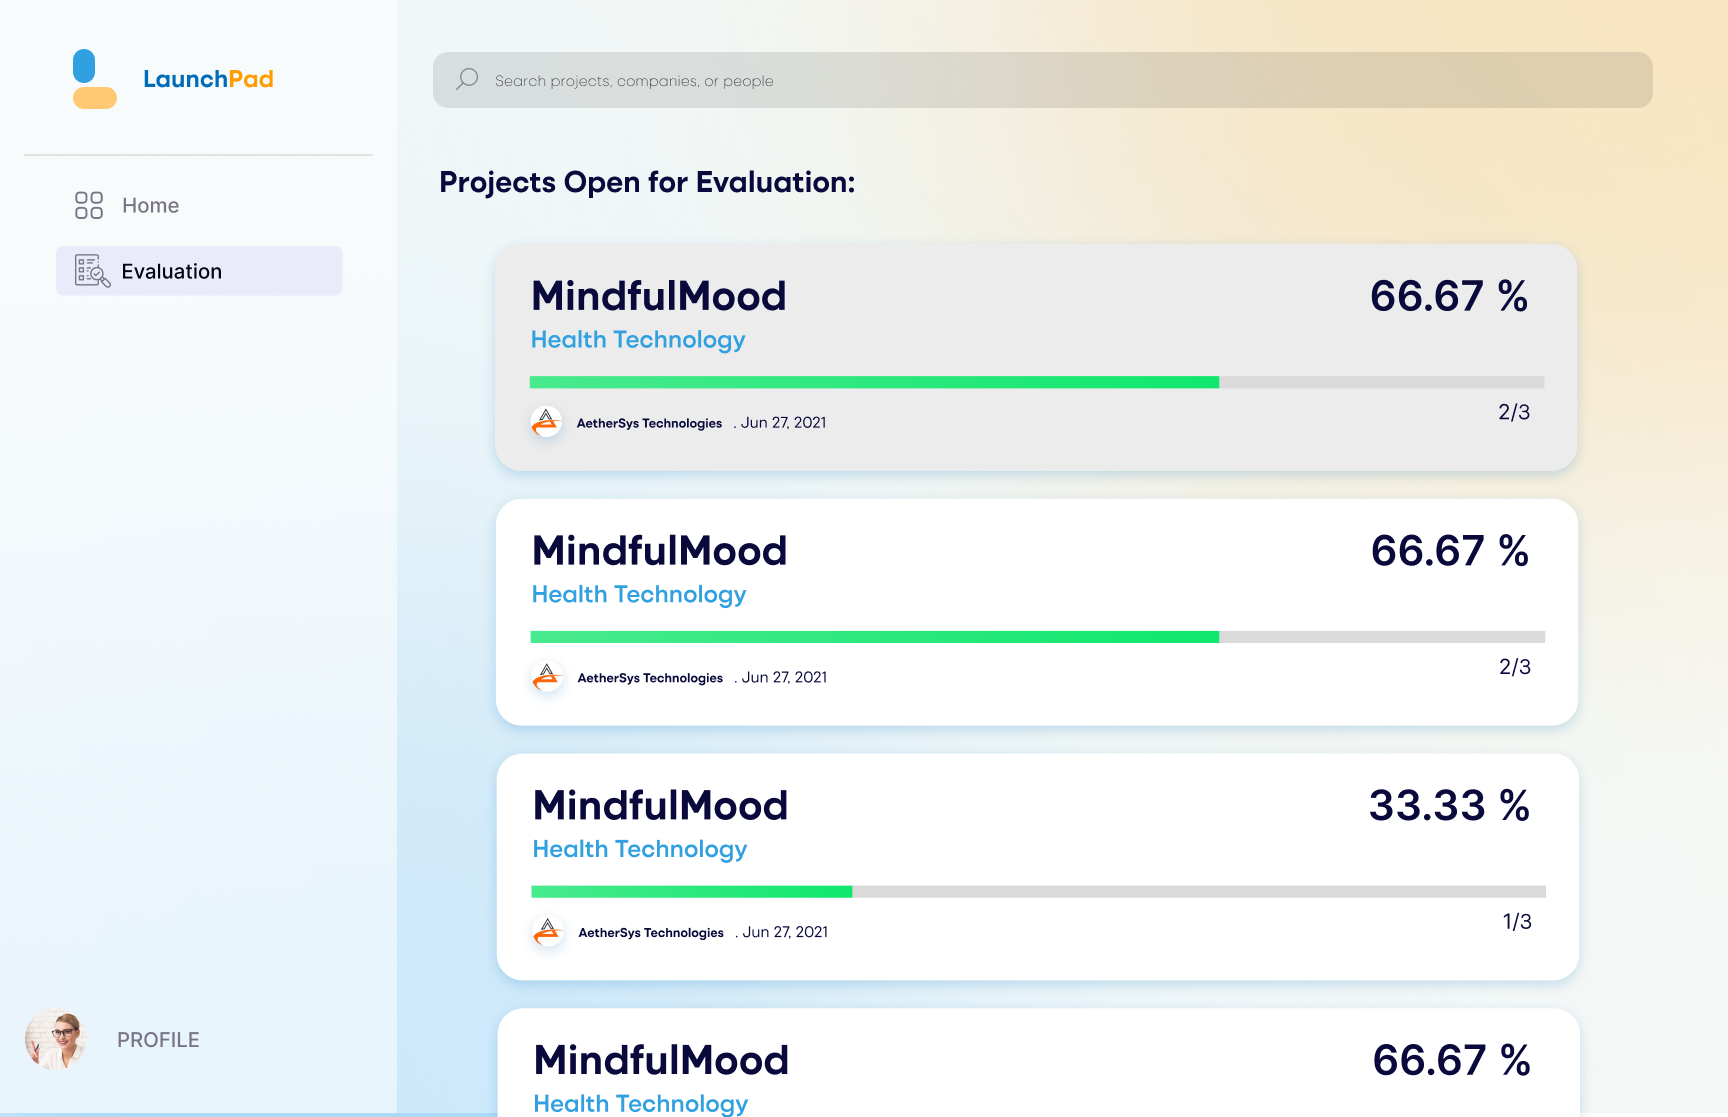 LaunchPad
Search projects, companies, or people
Home
Evaluation
Projects Open for Evaluation:
MindfulMood
66.67 %
Health Technology
AetherSys Technologies . Jun 27, 2021
2/3
MindfulMood
66.67 %
Health Technology
AetherSys Technologies . Jun 27, 2021
2/3
MindfulMood
33.33 %
Health Technology
AetherSys Technologies . Jun 27, 2021
1/3
MindfulMood
66.67 %
Health Technology
PROFILE